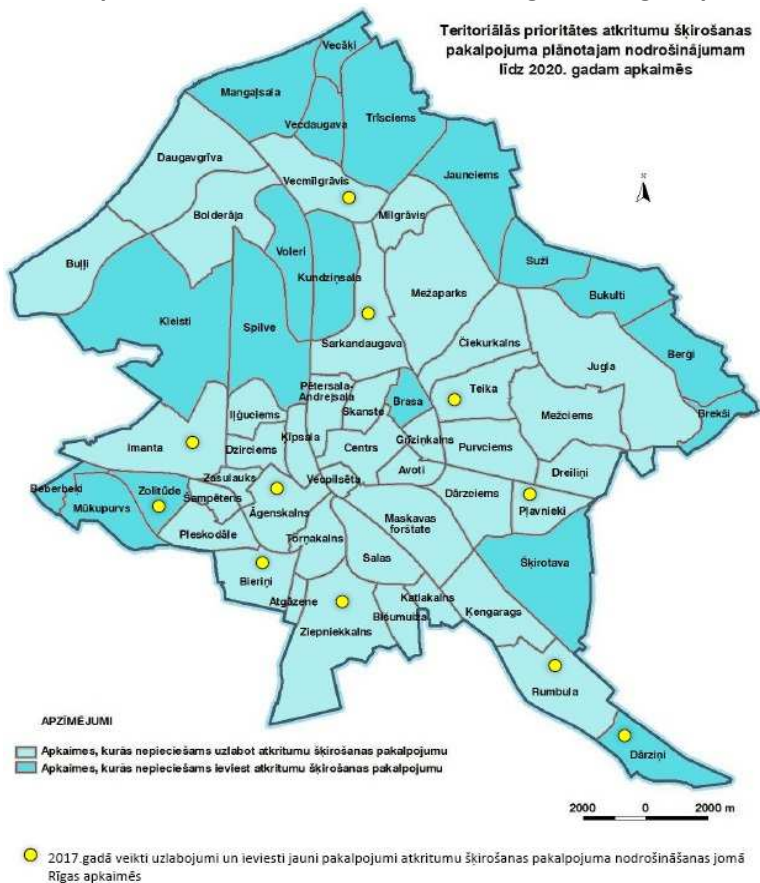 Teritoriālās prioritātes atkritumu šķirošanas
pakalpojuma plānotajam nodrošinājumam
līdz 2020. gadam apkaimēs
Vecāķi
Mangaļsala
Vecdaugava
Trīsciems
Daugavgrīva
Vecmīlgrāvis
Jaunciems
Bolderāja
Mīlgrāvis
Voleri
Suži
Buļļi
Kundziņsala
Mežaparks
Bukulti
Kleisti
Spilve
Sarkandaugava
Čiekurkalns
Jugla
Berģi
Pētersala-
Andrejsala
Brasa
Teika
Skanste
Brekši
Iļģuciems
Mežciems
Imanta
Ķīpsala
Grīziņkalns
Dzirciems
Centrs
Purvciems
Zasulauks
Avoti
Dreiliņi
Beberbeķi
Zolitūde
Vecpilsēta
Šampēteris
Dārzciems
Mūkupurvs
Āgenskalns
Pļavnieki
Maskavas
forštate
Pleskodāle
Torņakalns
Salas
Šķirotava
Bieriņi
Atgāzene
Katlakalns
Ķengarags
Bišumuiža
Ziepniekkalns
Rumbula
Dārziņi
APZĪMĒJUMI
Apkaimes, kurās nepieciešams uzlabot atkritumu šķirošanas pakalpojumu
Apkaimes, kurās nepieciešams ieviest atkritumu šķirošanas pakalpojumu
2000 0 2000 m
2017.gadā veikti uzlabojumi un ieviesti jauni pakalpojumi atkritumu šķirošanas pakalpojuma nodrošināšanas jomā
Rīgas apkaimēs